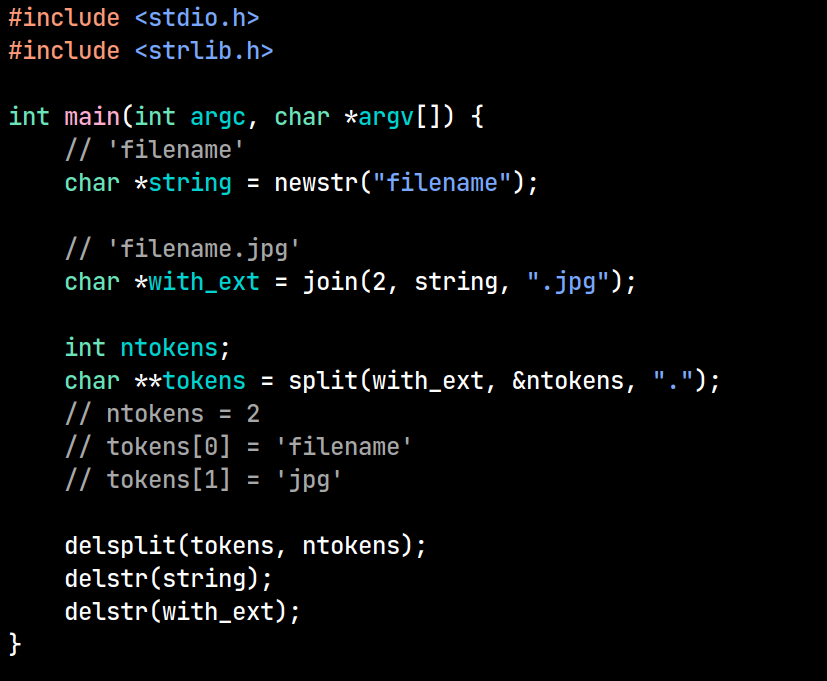 #include <stdio.h>
#include <strlib.h>

int main(int argc, char *argv[]) {
    // 'filename'
    char *string = newstr("filename");

    // 'filename.jpg'
    char *with_ext = join(2, string, ".jpg");

    int ntokens;
    char **tokens = split(with_ext, &ntokens, ".");
    // ntokens = 2
    // tokens[0] = 'filename'
    // tokens[1] = 'jpg'

    delsplit(tokens, ntokens);
    delstr(string);
    delstr(with_ext);
}